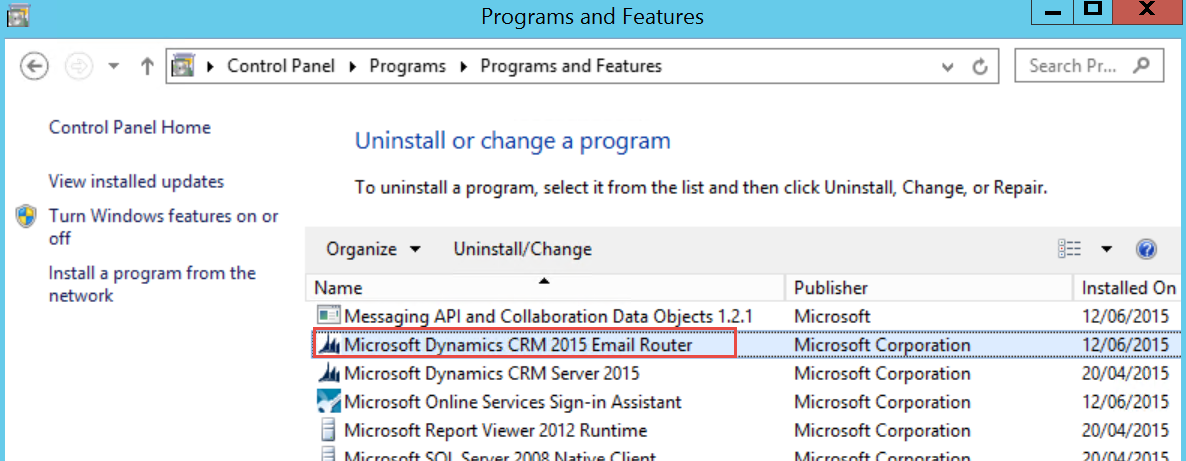 Programs and Features
Control Panel Programs Programs and Features
Search Pr...
Control Panel Home
View installed updates
Turn Windows features on or
off
Install a program from the
network
Uninstall or change a program
To uninstall a program, select it from the list and then click Uninstall, Change, or Repair.
Organize Uninstall/Change
Name Publisher Installed On
Messaging API and Collaboration Data Objects 1.2.1 Microsoft 12/06/2015
Microsoft Dynamics CRM 2015 Email Router Microsoft Corporation 12/06/2015
Microsoft Dynamics CRM Server 2015 Microsoft Corporation 20/04/2015
Microsoft Online Services Sign-in Assistant Microsoft Corporation 12/06/2015
Microsoft Report Viewer 2012 Runtime Microsoft Corporation 20/04/2015
Microsoft SQL Server 2008 Native Client Microsoft Corporation 20/04/2015